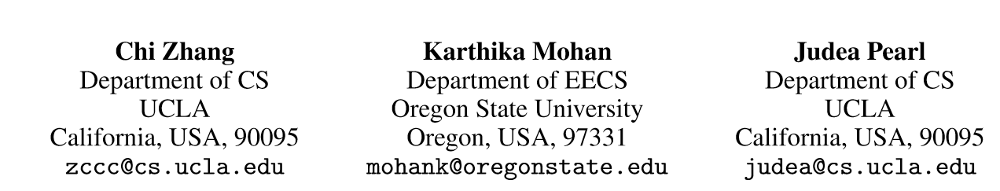 Chi Zhang
Department of CS
UCLA
California, USA, 90095
zccc@cs.ucla.edu
Karthika Mohan
Department of EECS
Oregon State University
Oregon, USA, 97331
mohank@oregonstate.edu
Judea Pearl
Department of CS
UCLA
California, USA, 90095
judea@cs.ucla.edu